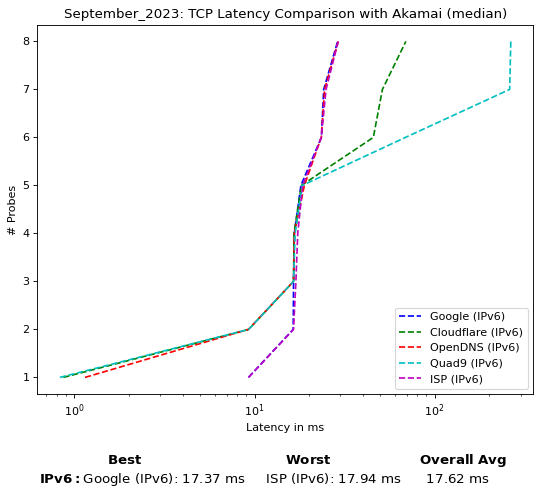 September_2023: TCP Latency Comparison with Akamai (median)
8
7
6
5
4
3
2
1
# Probes
Google (IPv6)
Cloudflare (IPv6)
OpenDNS (IPv6)
Quad9 (IPv6)
ISP (IPv6)
10⁰ 10¹ 10²
Latency in ms
Best Worst Overall Avg
IPv6: Google (IPv6): 17.37 ms ISP (IPv6): 17.94 ms 17.62 ms